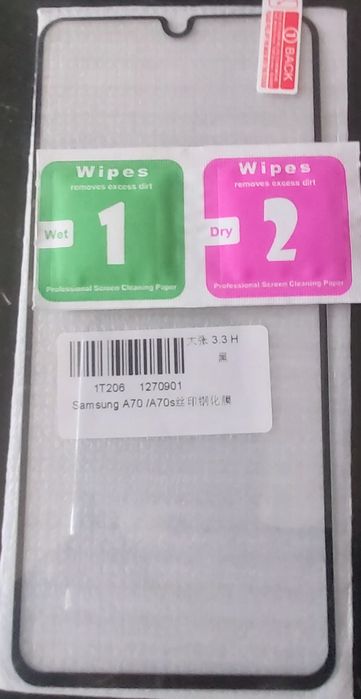 1 BACK
Wipes
removes excess dirt
Wet
1
Professional Screen Cleaning Paper
Wipes
removes excess dirt
Dry
2
Professional Screen Cleaning Paper
大张 3.3 H
黑
1T206 1270901
Samsung A70 /A70s丝印钢化膜